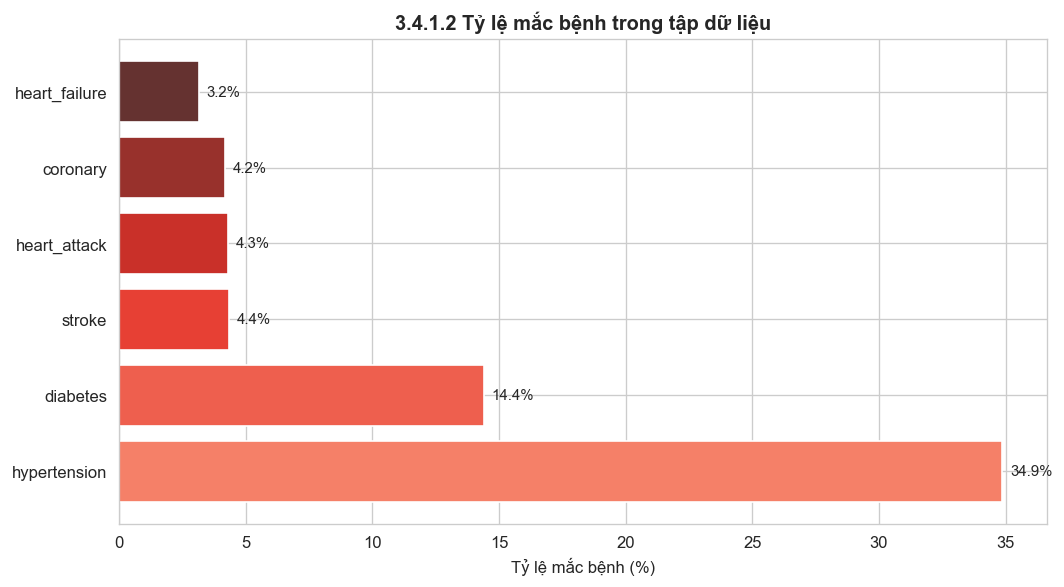 3.4.1.2 Tỷ lệ mắc bệnh trong tập dữ liệu
heart_failure 3.2%
coronary 4.2%
heart_attack 4.3%
stroke 4.4%
diabetes 14.4%
hypertension 34.9%
0 5 10 15 20 25 30 35
Tỷ lệ mắc bệnh (%)